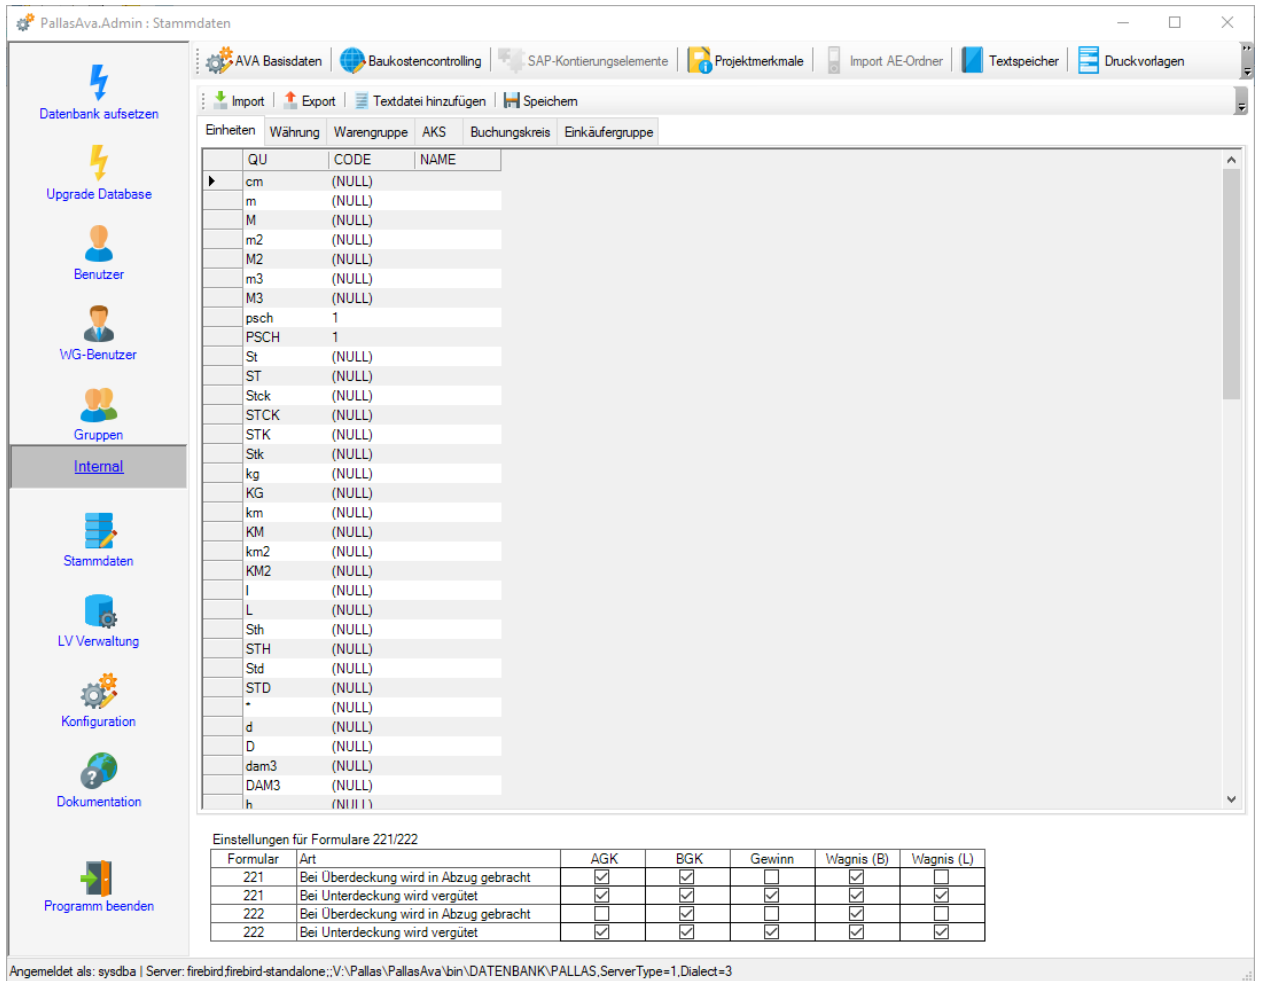 PallasAva.Admin : Stammdaten
AVA Basisdaten Baukostencontrolling SAP-Kontierungselemente Projektmerkmale Import AE-Ordner Textspeicher Druckvorlagen
Import Export Textdatei hinzufügen Speichern
Einheiten Währung Warengruppe AKS Buchungskreis Einkäufergruppe
Datenbank aufsetzen
Upgrade Database
Benutzer
WG-Benutzer
Gruppen
Internal
Stammdaten
LV Verwaltung
Konfiguration
Dokumentation
Programm beenden
QU CODE NAME
cm (NULL)
m (NULL)
M (NULL)
m2 (NULL)
M2 (NULL)
m3 (NULL)
M3 (NULL)
psch 1
PSCH 1
St (NULL)
ST (NULL)
Stck (NULL)
STCK (NULL)
STK (NULL)
Stk (NULL)
kg (NULL)
KG (NULL)
km (NULL)
KM (NULL)
km2 (NULL)
KM2 (NULL)
l (NULL)
L (NULL)
Sth (NULL)
STH (NULL)
Std (NULL)
STD (NULL)
* (NULL)
d (NULL)
D (NULL)
dam3 (NULL)
DAM3 (NULL)
h (NULL)
Einstellungen für Formulare 221/222
Formular Art AGK BGK Gewinn Wagnis (B) Wagnis (L)
221 Bei Überdeckung wird in Abzug gebracht
221 Bei Unterdeckung wird vergütet
222 Bei Überdeckung wird in Abzug gebracht
222 Bei Unterdeckung wird vergütet
Angemeldet als: sysdba | Server: firebird;firebird-standalone;;V:\Pallas\PallasAva\bin\DATENBANK\PALLAS,ServerType=1,Dialect=3